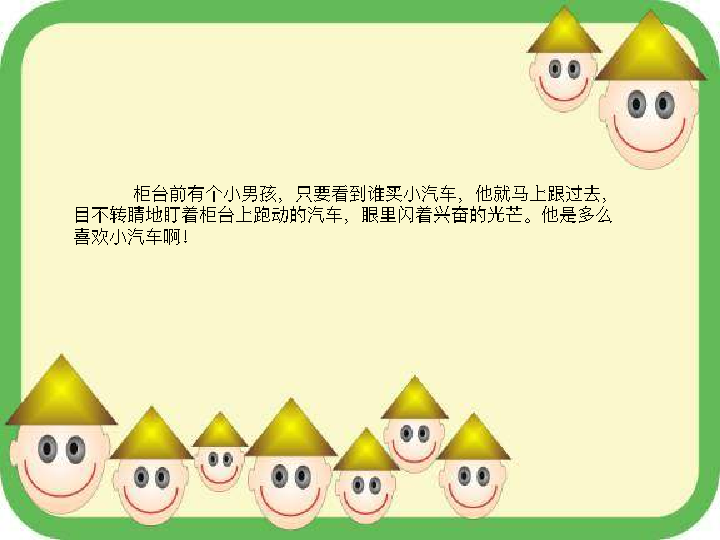 柜台前有个小男孩，只要看到谁买小汽车，他就马上跟过去，
目不转睛地盯着柜台上跑动的汽车，眼里闪着兴奋的光芒。他是多么
喜欢小汽车啊！